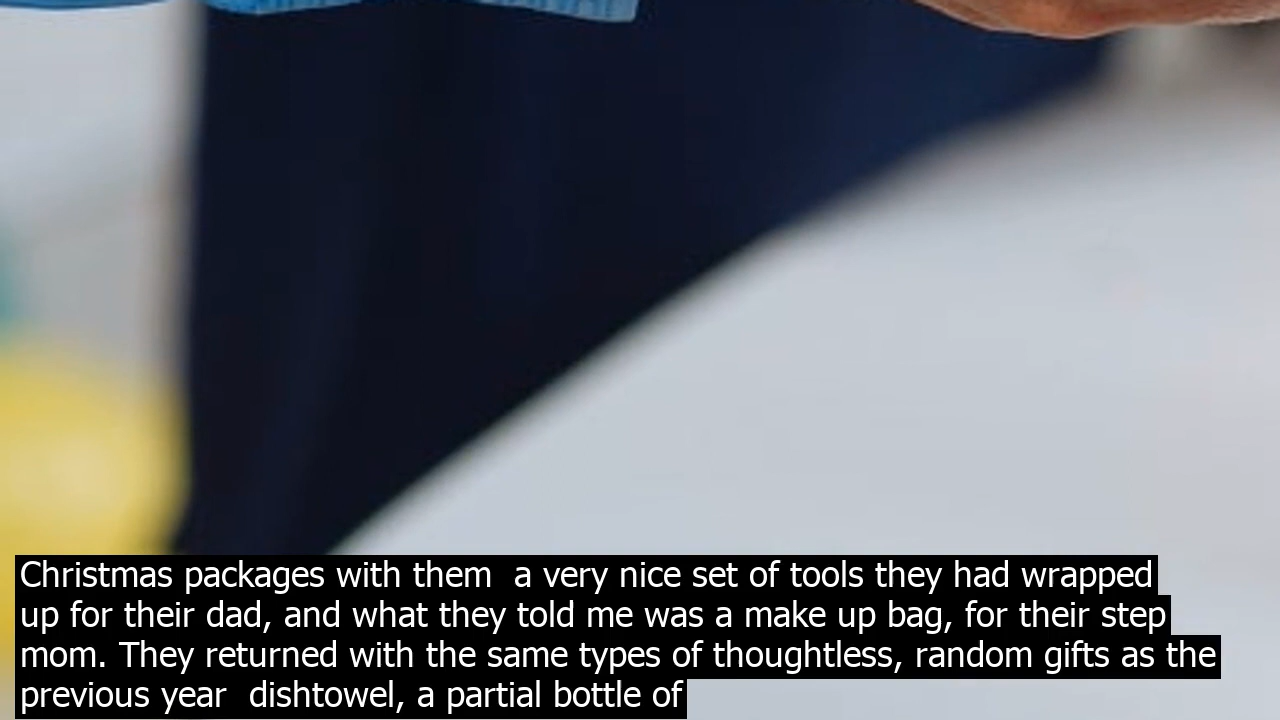 Christmas packages with them  a very nice set of tools they had wrapped
up for their dad, and what they told me was a make up bag, for their step
mom. They returned with the same types of thoughtless, random gifts as the
previous year  dishtowel, a partial bottle of